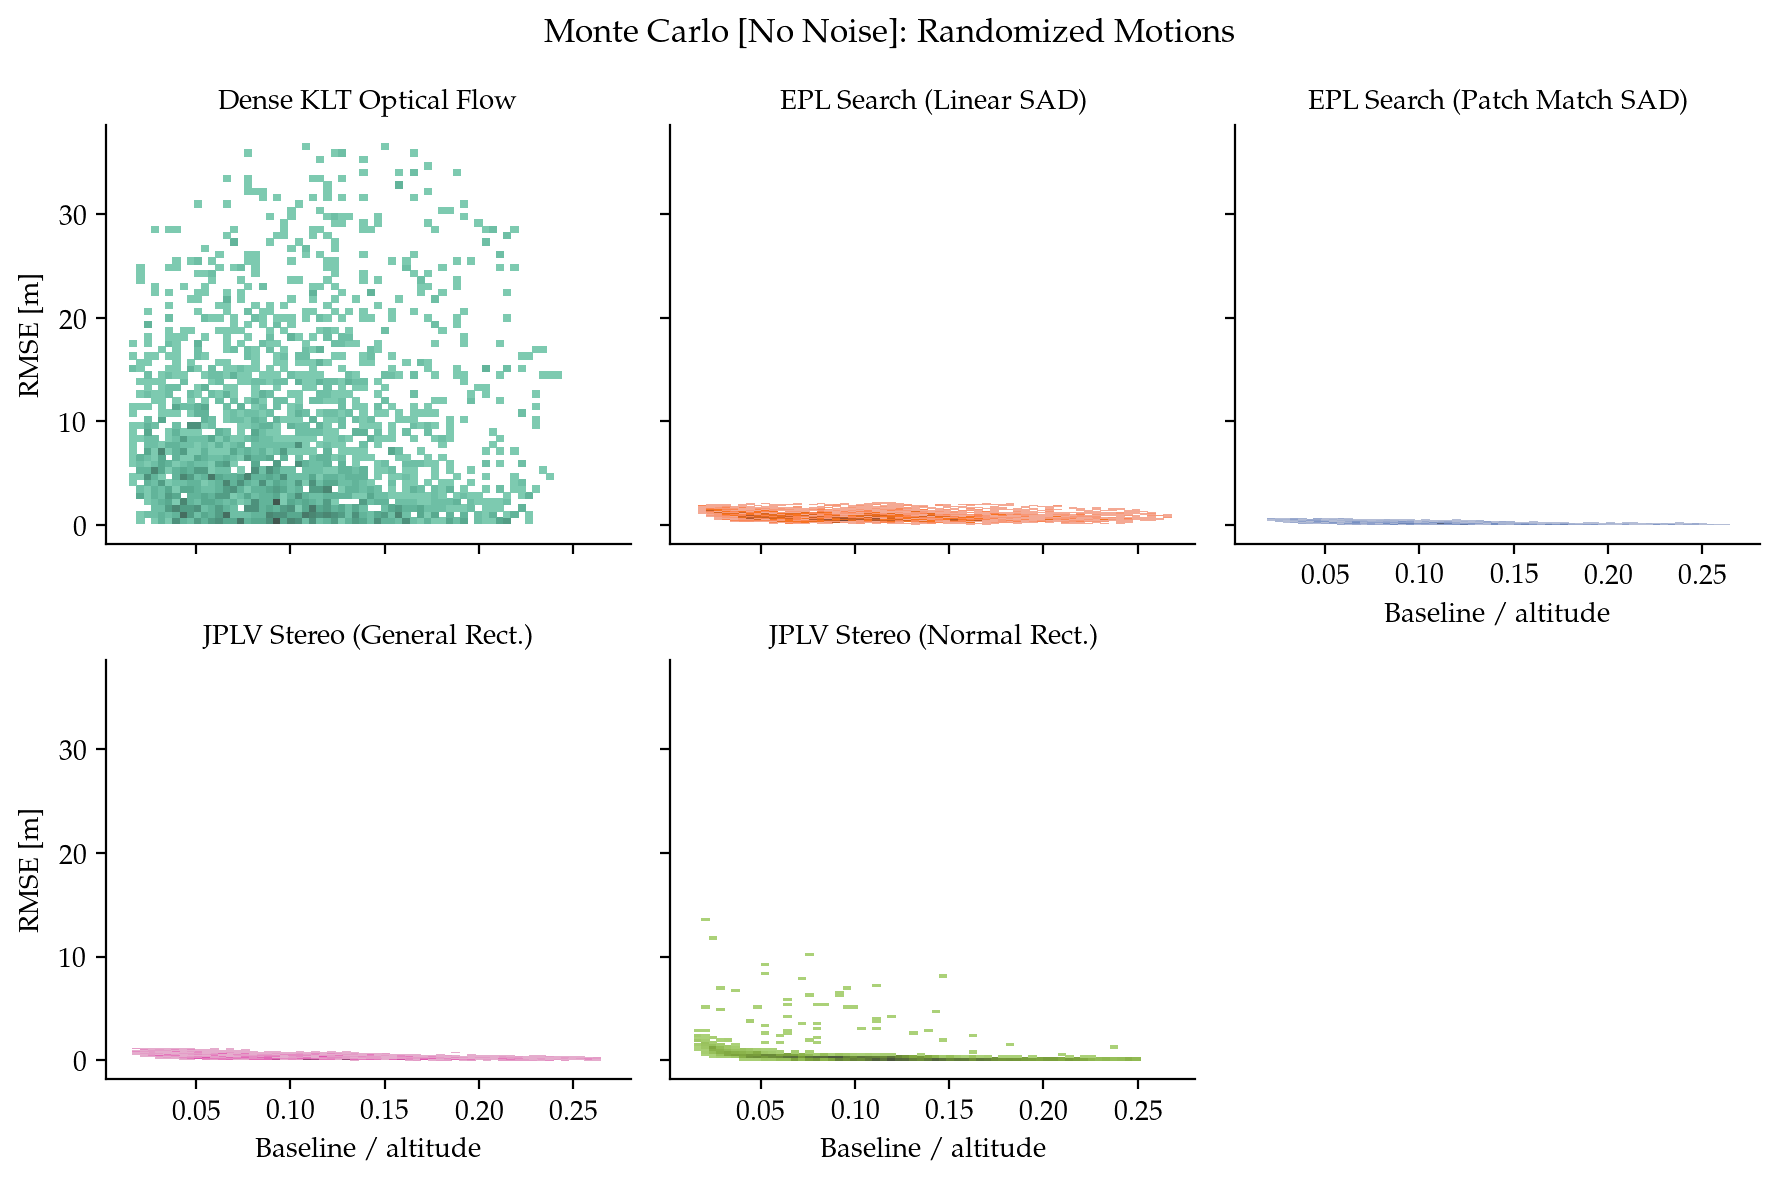 Monte Carlo [No Noise]: Randomized Motions
Dense KLT Optical Flow
EPL Search (Linear SAD)
EPL Search (Patch Match SAD)
RMSE [m]
30
20
10
0
0.05 0.10 0.15 0.20 0.25
Baseline / altitude
JPLV Stereo (General Rect.)
JPLV Stereo (Normal Rect.)
RMSE [m]
30
20
10
0
0.05 0.10 0.15 0.20 0.25
Baseline / altitude
0.05 0.10 0.15 0.20 0.25
Baseline / altitude